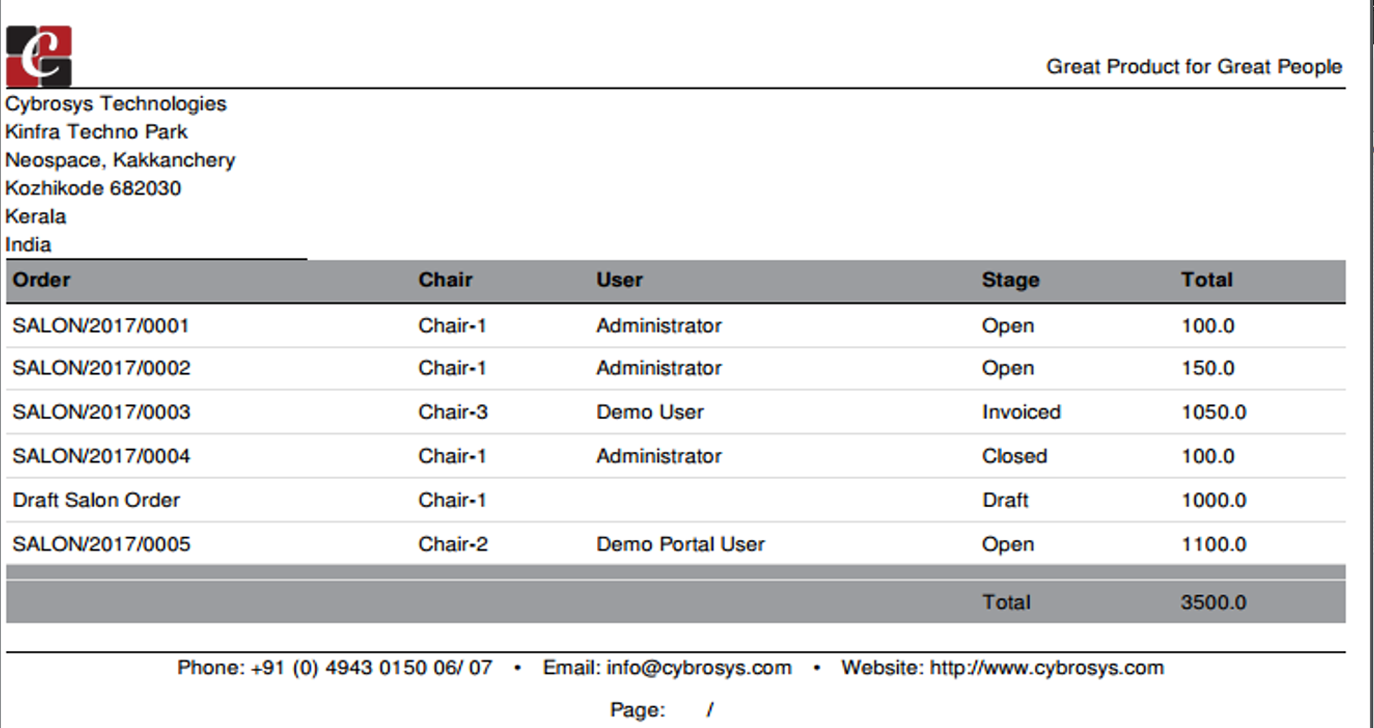 C
Great Product for Great People
Cybrosys Technologies
Kinfra Techno Park
Neospace, Kakkanchery
Kozhikode 682030
Kerala
India
Order Chair User Stage Total
SALON/2017/0001 Chair-1 Administrator Open 100.0
SALON/2017/0002 Chair-1 Administrator Open 150.0
SALON/2017/0003 Chair-3 Demo User Invoiced 1050.0
SALON/2017/0004 Chair-1 Administrator Closed 100.0
Draft Salon Order Chair-1 Draft 1000.0
SALON/2017/0005 Chair-2 Demo Portal User Open 1100.0
Total 3500.0
Phone: +91 (0) 4943 0150 06/ 07 • Email: info@cybrosys.com • Website: http://www.cybrosys.com
Page: /